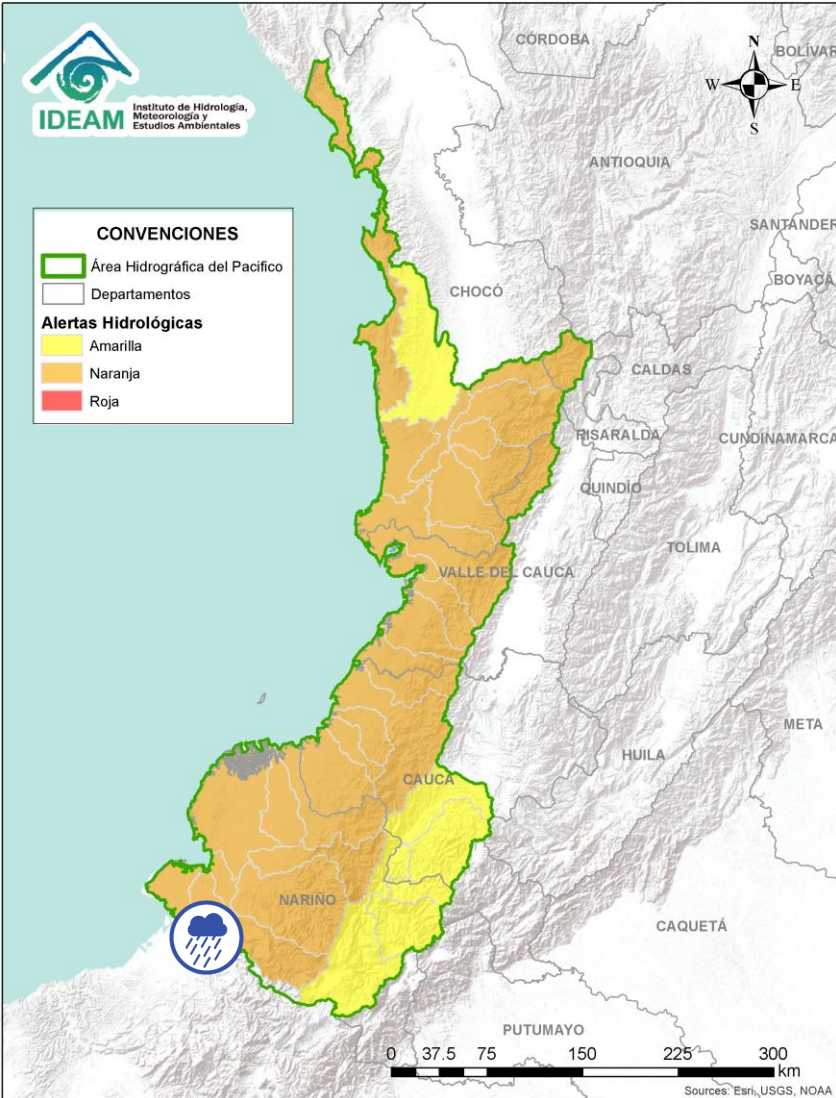 IDEAM
Instituto de Hidrología,
Meteorología y
Estudios Ambientales
N
W
E
S
CÓRDOBA
BOLÍVAR
ANTIOQUIA
SANTANDER
BOYACÁ
CHOCÓ
CALDAS
RISARALDA
CUNDINAMARCA
QUINDÍO
TOLIMA
VALLE DEL CAUCA
META
HUILA
CAUCA
NARIÑO
CAQUETÁ
PUTUMAYO
CONVENCIONES
Área Hidrográfica del Pacifico
Departamentos
Alertas Hidrológicas
Amarilla
Naranja
Roja
0 37.5 75 150 225 300
km
Sources: Esri, USGS, NOAA